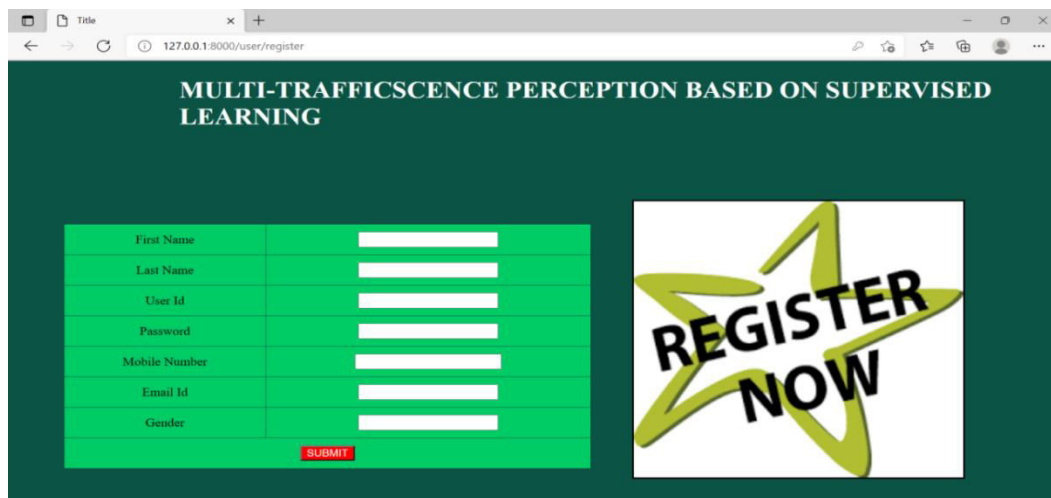 Title
127.0.0.1:8000/user/register
MULTI-TRAFFICSCENCE PERCEPTION BASED ON SUPERVISED
LEARNING
First Name
Last Name
User Id
Password
Mobile Number
Email Id
Gender
SUBMIT
REGISTER
NOW